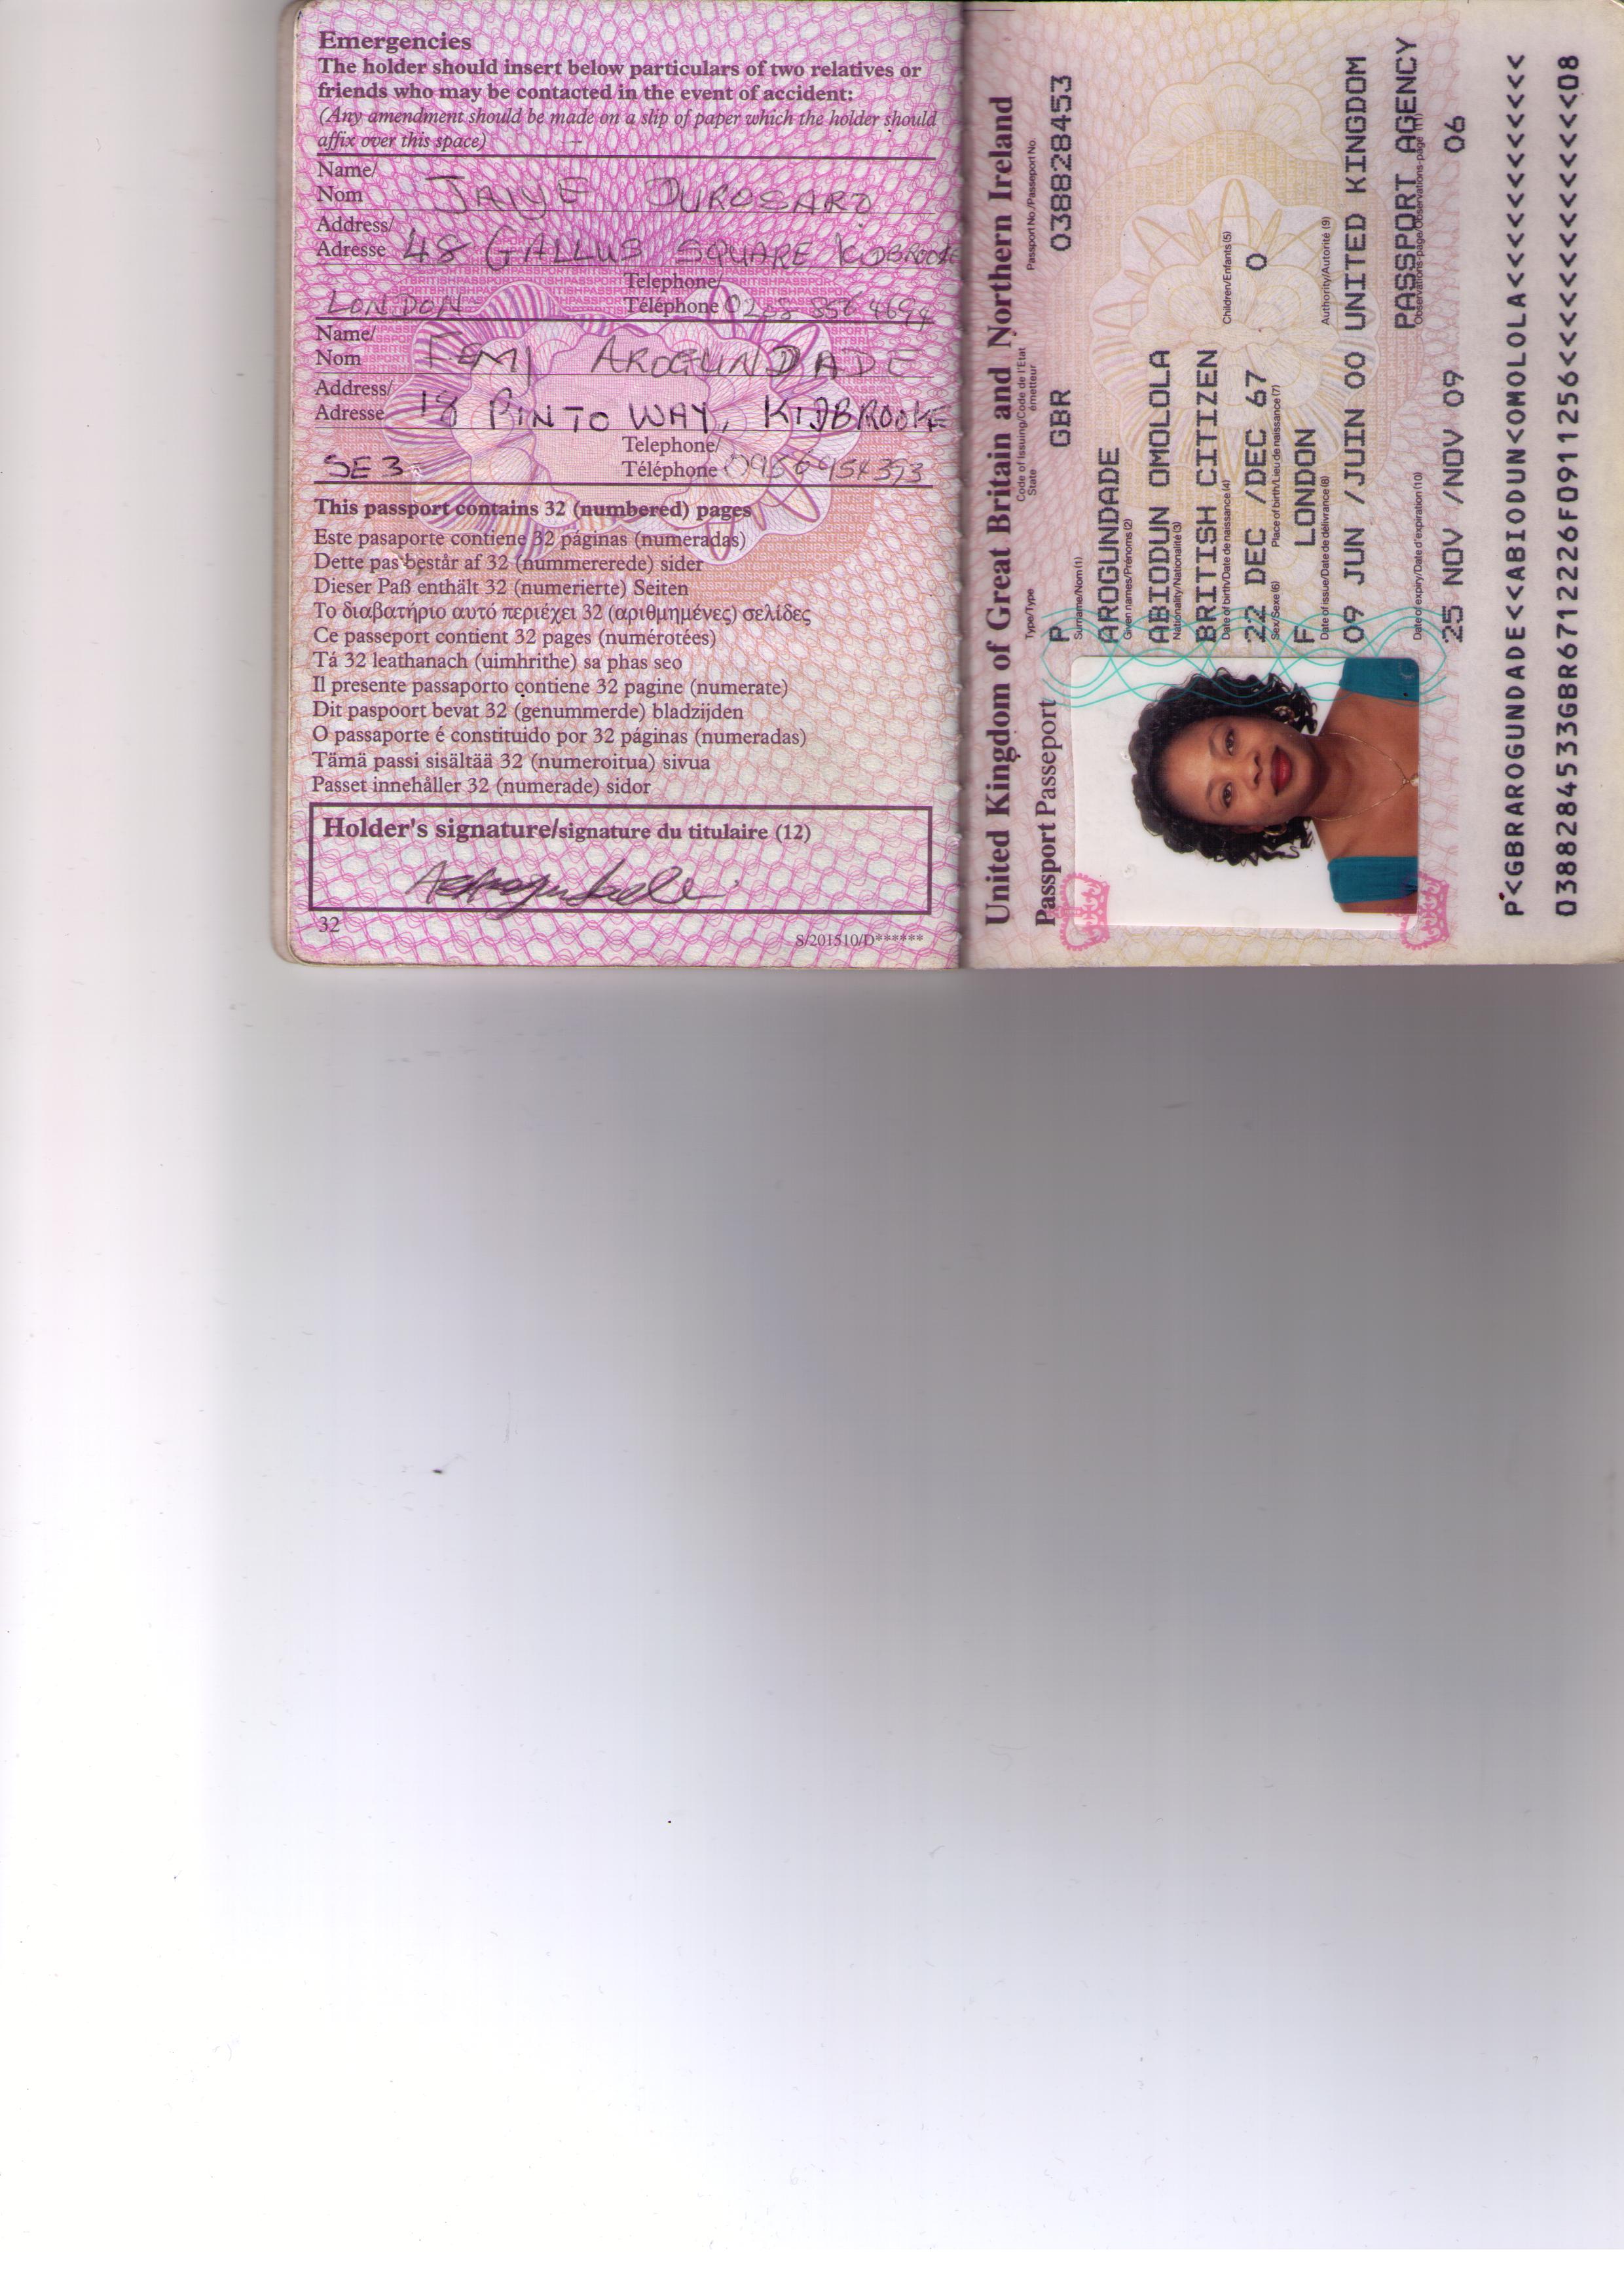 Emergencies
The holder should insert below particulars of two relatives or
friends who may be contacted in the event of accident:
(Any amendment should be made on a slip of paper which the holder should
affix over this space)
Name/
Nom JAIYE DUROSARO
Address/
Adresse 48 GALLUS SQUARE KIDBROOKE
Telephone/
LONDON Téléphone
Name/
Nom FEMI AROGUNDADE
Address/
Adresse 18 PINTO WAY, KIDBROOKE
Telephone/
SE3 Téléphone
This passport contains 32 (numbered) pages
Este pasaporte contiene 32 páginas (numeradas)
Dette pas består af 32 (nummererede) sider
Dieser Paß enthält 32 (numerierte) Seiten
Το διαβατήριο αυτό περιέχει 32 (αριθμημένες) σελίδες
Ce passeport contient 32 pages (numérotées)
Tá 32 leathanach (uimhrithe) sa phas seo
Il presente passaporto contiene 32 pagine (numerate)
Dit paspoort bevat 32 (genummerde) bladzijden
O passaporte é constituido por 32 páginas (numeradas)
Tämä passi sisältää 32 (numeroitua) sivua
Passet innehåller 32 (numrerade) sidor
Holder's signature/signature du titulaire (12)
32
S/201510/D******
United Kingdom of Great Britain and Northern Ireland
Passport Passeport
Type/Type Code of Issuing/Code de l'Etat Passport No./Passeport No.
State émetteur
P GBR 038828453
Surname/Nom (1)
AROGUNDADE
Given names/Prénoms (2)
ABIODUN OMOLOLA
Nationality/Nationalité (3)
BRITISH CITIZEN
Date of birth/Date de naissance (4) Children/Enfants (5)
22 DEC /DEC 67 0
Sex/Sexe (6) Place of birth/Lieu de naissance (7)
F LONDON
Date of issue/Date de délivrance (8) Authority/Autorité (9)
09 JUN /JUIN 00 UNITED KINGDOM
PASSPORT AGENCY
Date of expiry/Date d'expiration (10) Observations-page/Observations-page (11)
25 NOV /NOV 09 06
P<GBRAROGUNDADE<<ABIODUN<OMOLOLA<<<<<<<<<<<<
0388284533GBR6712226F0911256<<<<<<<<<<<<<<08